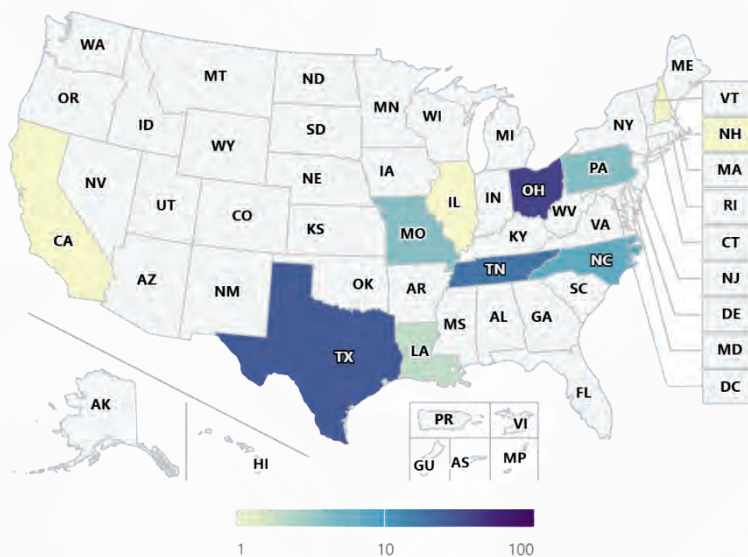 WA
MT
ND
MN
ME
VT
OR
ID
SD
WI
MI
NY
NH
WY
MA
NV
NE
IA
PA
RI
UT
CO
IL
IN
OH
WV
CT
CA
KS
MO
KY
VA
NJ
AZ
NM
OK
AR
TN
NC
DE
SC
MS
AL
GA
MD
TX
LA
DC
FL
AK
HI
PR
VI
GU
AS
MP
1
10
100